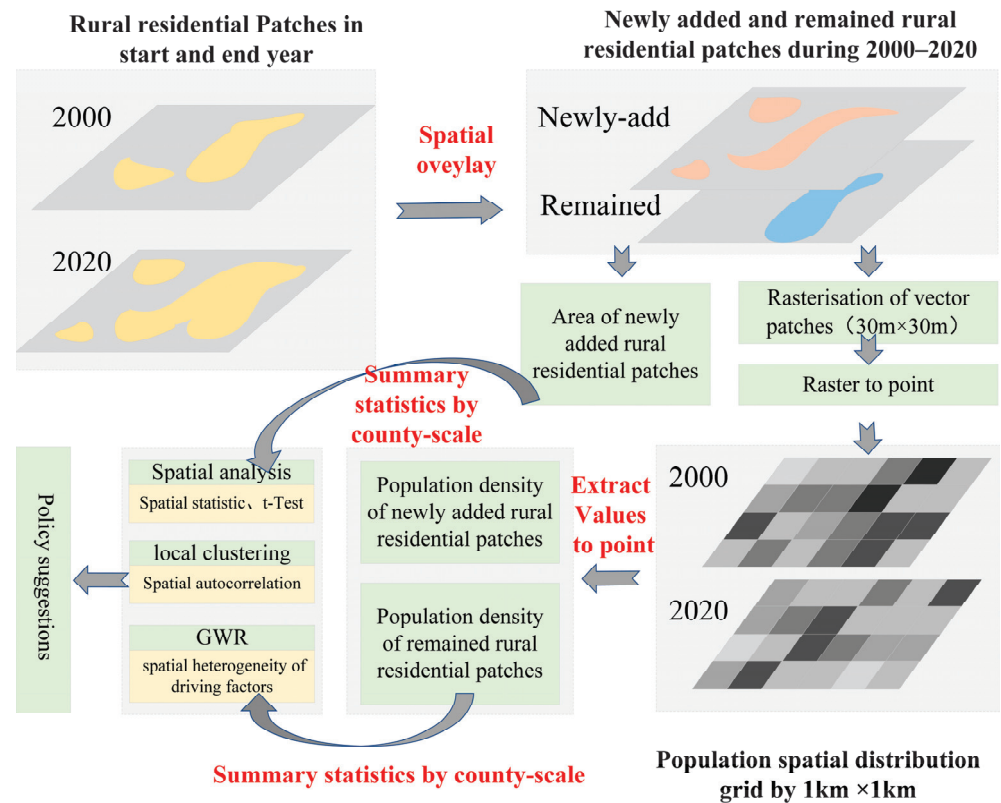 Rural residential Patches in
start and end year
2000
2020
Spatial
oveylay
Newly added and remained rural
residential patches during 2000–2020
Newly-add
Remained
Area of newly
added rural
residential patches
Rasterisation of vector
patches（30m×30m）
Raster to point
Summary
statistics by
county-scale
Policy suggestions
Spatial analysis
Spatial statistic、t-Test
local clustering
Spatial autocorrelation
GWR
spatial heterogeneity of
driving factors
Population density
of newly added rural
residential patches
Population density
of remained rural
residential patches
Extract
Values
to point
2000
2020
Summary statistics by county-scale
Population spatial distribution
grid by 1km ×1km